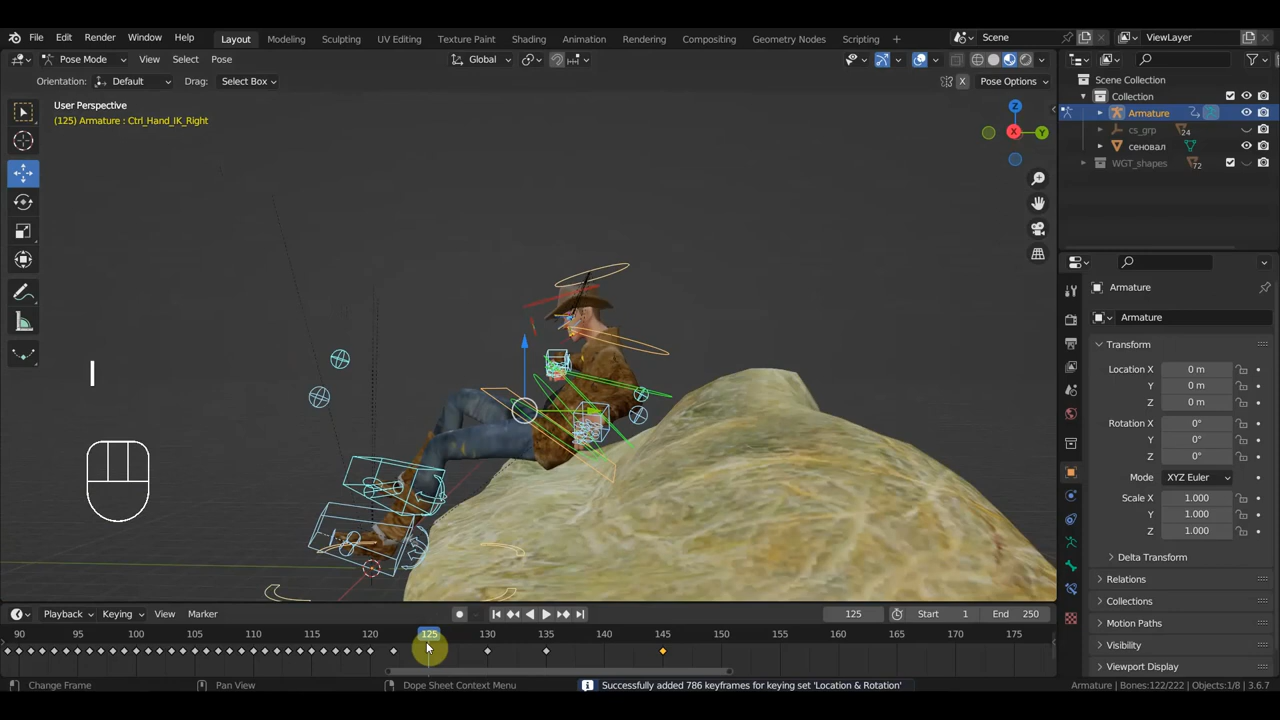 File Edit Render Window Help Layout Modeling Sculpting UV Editing Texture Paint Shading Animation Rendering Compositing Geometry Nodes Scripting + Scene ViewLayer
Pose Mode View Select Pose Global
Orientation: Default Drag: Select Box X Pose Options
User Perspective
(125) Armature : Ctrl_Hand_IK_Right
Z
X
Y
I
Scene Collection
Collection
Armature
cs_grp 24
сеновал
WGT_shapes 72
Armature
Armature
Transform
Location X 0 m
Y 0 m
Z 0 m
Rotation X 0°
Y 0°
Z 0°
Mode XYZ Euler
Scale X 1.000
Y 1.000
Z 1.000
Delta Transform
Relations
Collections
Motion Paths
Visibility
Viewport Display
Playback Keying View Marker 125 Start 1 End 250
90 95 100 105 110 115 120 125 130 135 140 145 150 155 160 165 170 175
Change Frame Pan View Dope Sheet Context Menu Successfully added 786 keyframes for keying set 'Location & Rotation' Armature | Bones:122/222 | Objects:1/8 | 3.6.7